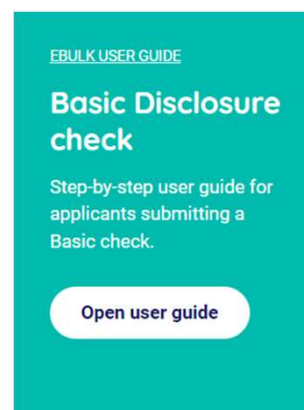 EBULK USER GUIDE
Basic Disclosure
check
Step-by-step user guide for
applicants submitting a
Basic check.
Open user guide